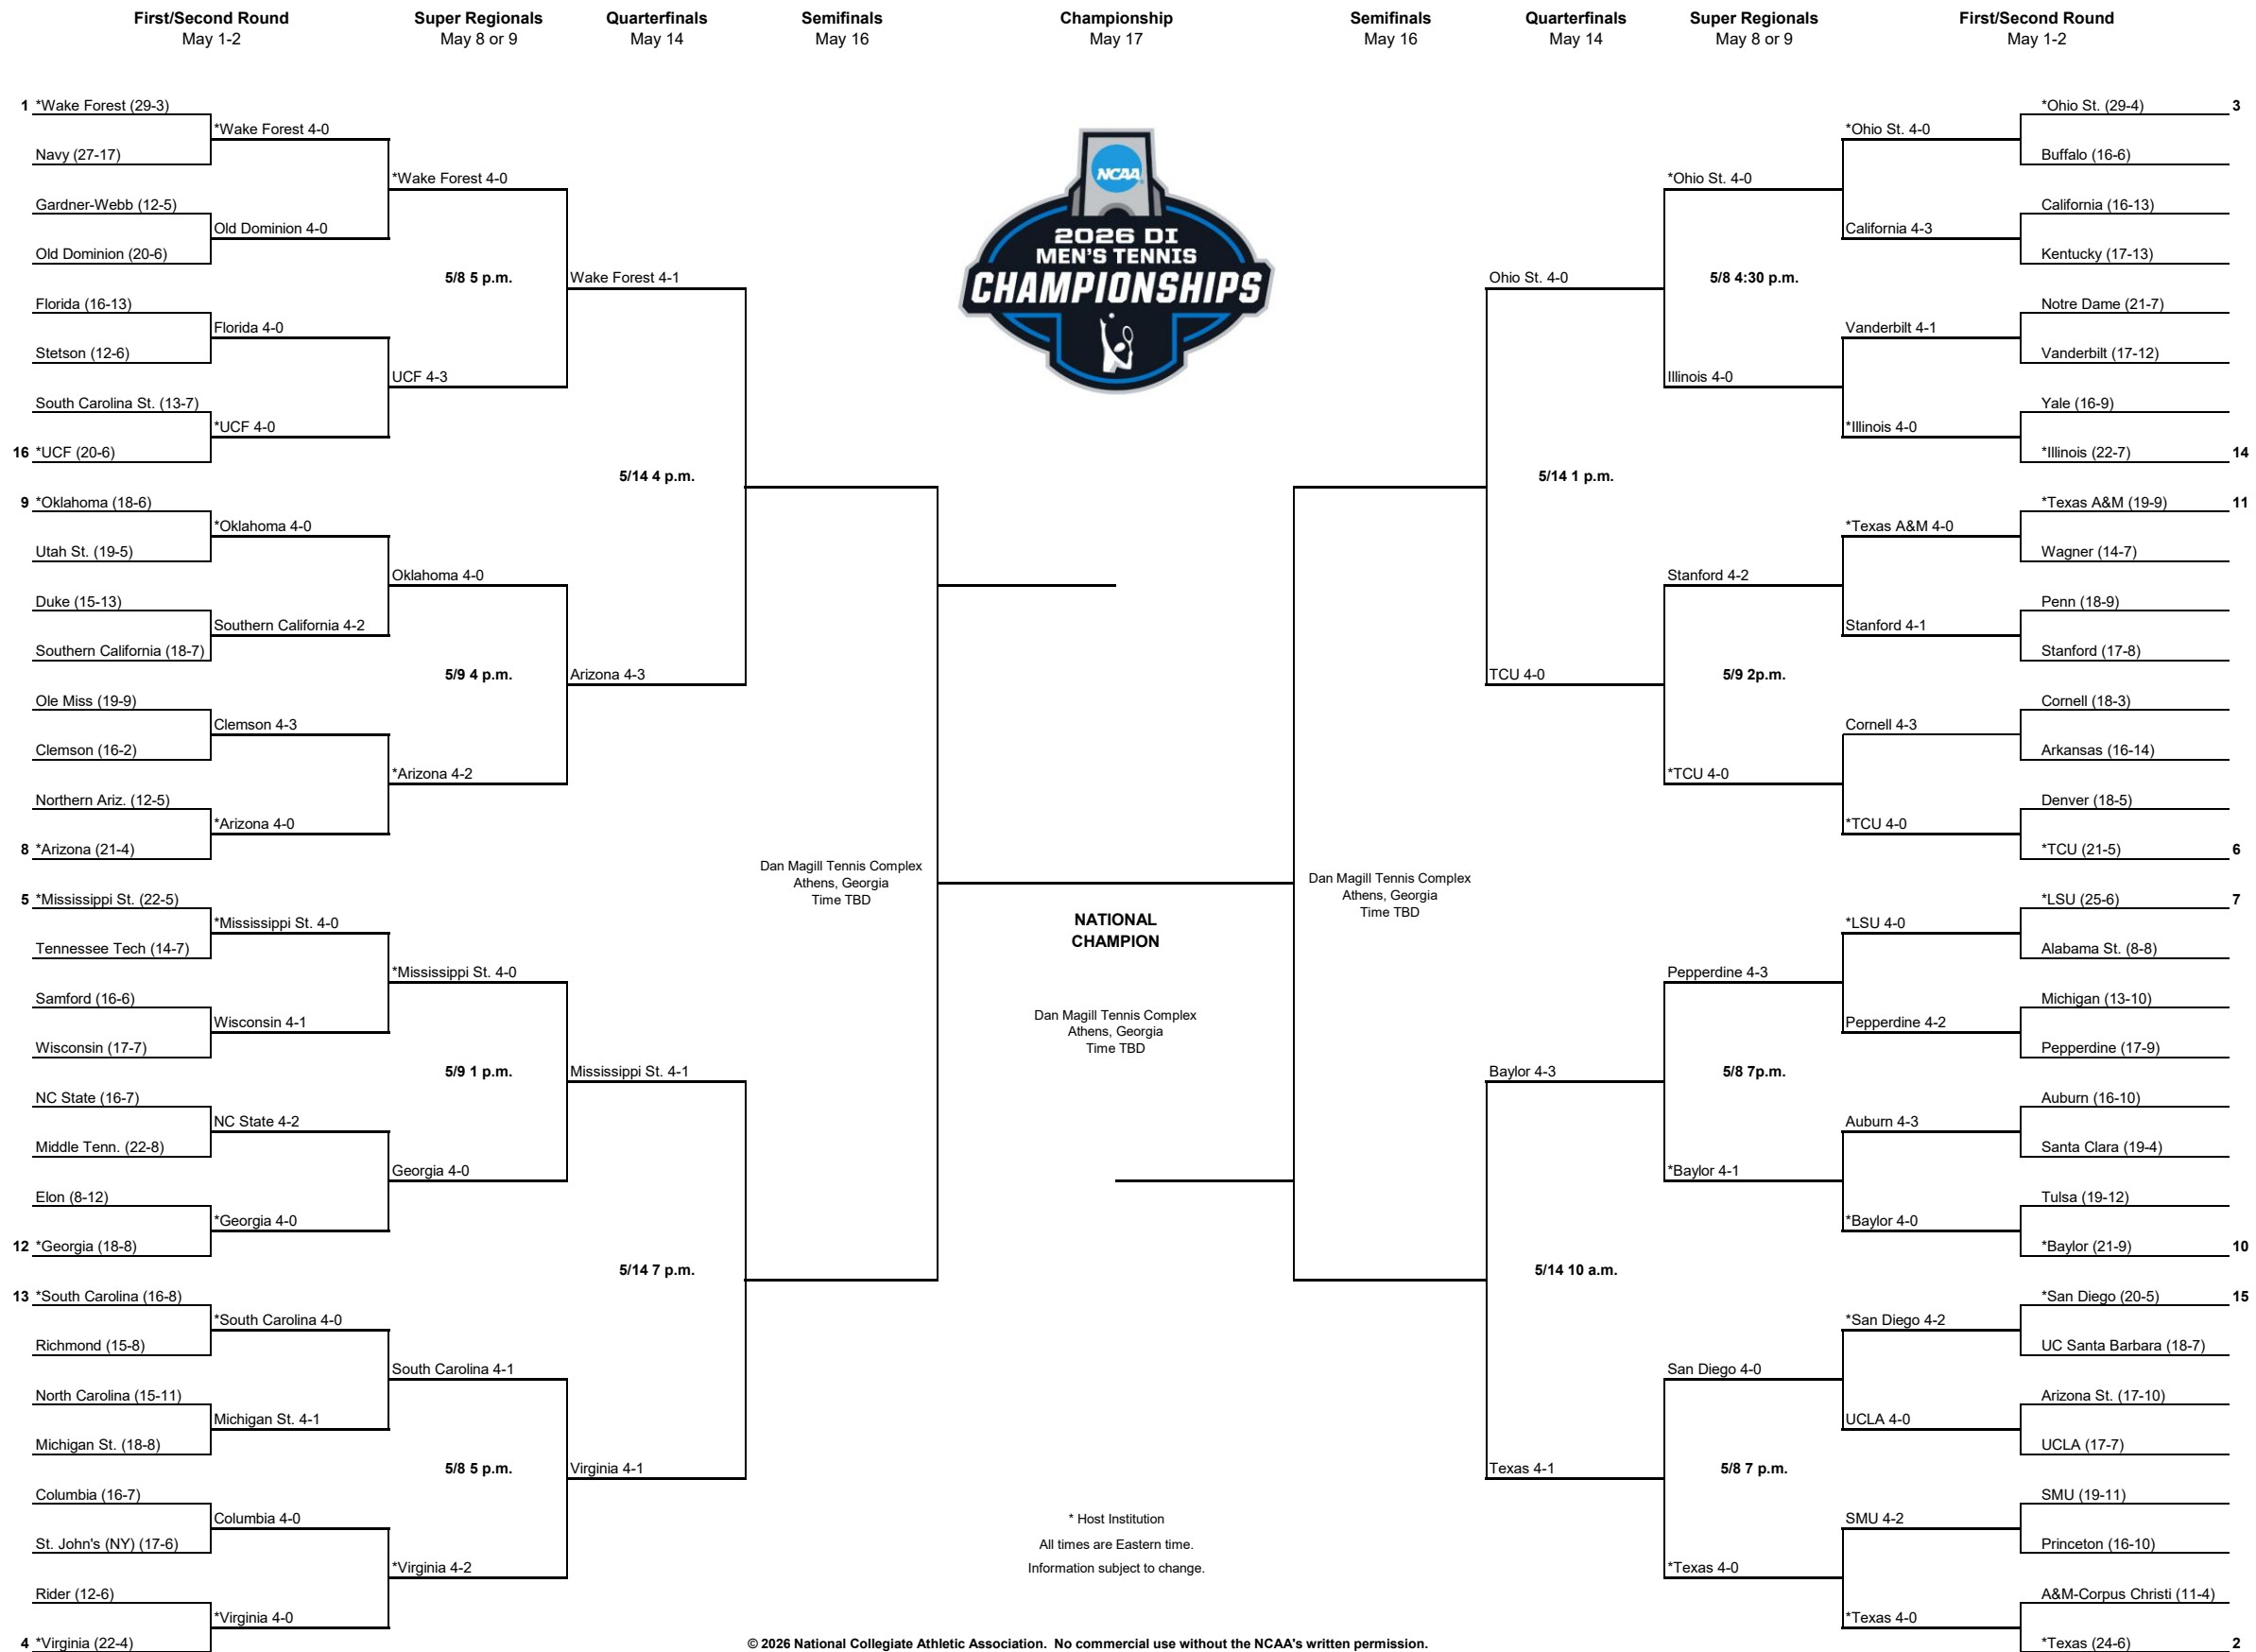 First/Second Round
May 1-2
Super Regionals
May 8 or 9
Quarterfinals
May 14
Semifinals
May 16
Championship
May 17
Semifinals
May 16
Quarterfinals
May 14
Super Regionals
May 8 or 9
First/Second Round
May 1-2
1 *Wake Forest (29-3)
Navy (27-17)
Gardner-Webb (12-5)
Old Dominion (20-6)
Florida (16-13)
Stetson (12-6)
South Carolina St. (13-7)
16 *UCF (20-6)
9 *Oklahoma (18-6)
Utah St. (19-5)
Duke (15-13)
Southern California (18-7)
Ole Miss (19-9)
Clemson (16-2)
Northern Ariz. (12-5)
8 *Arizona (21-4)
5 *Mississippi St. (22-5)
Tennessee Tech (14-7)
Samford (16-6)
Wisconsin (17-7)
NC State (16-7)
Middle Tenn. (22-8)
Elon (8-12)
12 *Georgia (18-8)
13 *South Carolina (16-8)
Richmond (15-8)
North Carolina (15-11)
Michigan St. (18-8)
Columbia (16-7)
St. John's (NY) (17-6)
Rider (12-6)
4 *Virginia (22-4)
*Wake Forest 4-0
Old Dominion 4-0
Florida 4-0
*UCF 4-0
*Oklahoma 4-0
Southern California 4-2
Clemson 4-3
*Arizona 4-0
*Mississippi St. 4-0
Wisconsin 4-1
NC State 4-2
*Georgia 4-0
*South Carolina 4-0
Michigan St. 4-1
Columbia 4-0
*Virginia 4-0
*Wake Forest 4-0
5/8 5 p.m.
UCF 4-3
Oklahoma 4-0
5/9 4 p.m.
*Arizona 4-2
*Mississippi St. 4-0
5/9 1 p.m.
Georgia 4-0
South Carolina 4-1
5/8 5 p.m.
*Virginia 4-2
Wake Forest 4-1
5/14 4 p.m.
Arizona 4-3
Mississippi St. 4-1
5/14 7 p.m.
Virginia 4-1
Dan Magill Tennis Complex
Athens, Georgia
Time TBD
NCAA
2026 DI
MEN'S TENNIS
CHAMPIONSHIPS
NATIONAL
CHAMPION
Dan Magill Tennis Complex
Athens, Georgia
Time TBD
* Host Institution
All times are Eastern time.
Information subject to change.
Dan Magill Tennis Complex
Athens, Georgia
Time TBD
Ohio St. 4-0
5/14 1 p.m.
TCU 4-0
Baylor 4-3
5/14 10 a.m.
Texas 4-1
*Ohio St. 4-0
5/8 4:30 p.m.
Illinois 4-0
Stanford 4-2
5/9 2p.m.
*TCU 4-0
Pepperdine 4-3
5/8 7p.m.
*Baylor 4-1
San Diego 4-0
5/8 7 p.m.
*Texas 4-0
*Ohio St. 4-0
California 4-3
Vanderbilt 4-1
*Illinois 4-0
*Texas A&M 4-0
Stanford 4-1
Cornell 4-3
*TCU 4-0
*LSU 4-0
Pepperdine 4-2
Auburn 4-3
*Baylor 4-0
*San Diego 4-2
UCLA 4-0
SMU 4-2
*Texas 4-0
*Ohio St. (29-4) 3
Buffalo (16-6)
California (16-13)
Kentucky (17-13)
Notre Dame (21-7)
Vanderbilt (17-12)
Yale (16-9)
*Illinois (22-7) 14
*Texas A&M (19-9) 11
Wagner (14-7)
Penn (18-9)
Stanford (17-8)
Cornell (18-3)
Arkansas (16-14)
Denver (18-5)
*TCU (21-5) 6
*LSU (25-6) 7
Alabama St. (8-8)
Michigan (13-10)
Pepperdine (17-9)
Auburn (16-10)
Santa Clara (19-4)
Tulsa (19-12)
*Baylor (21-9) 10
*San Diego (20-5) 15
UC Santa Barbara (18-7)
Arizona St. (17-10)
UCLA (17-7)
SMU (19-11)
Princeton (16-10)
A&M-Corpus Christi (11-4)
*Texas (24-6) 2
© 2026 National Collegiate Athletic Association. No commercial use without the NCAA's written permission.